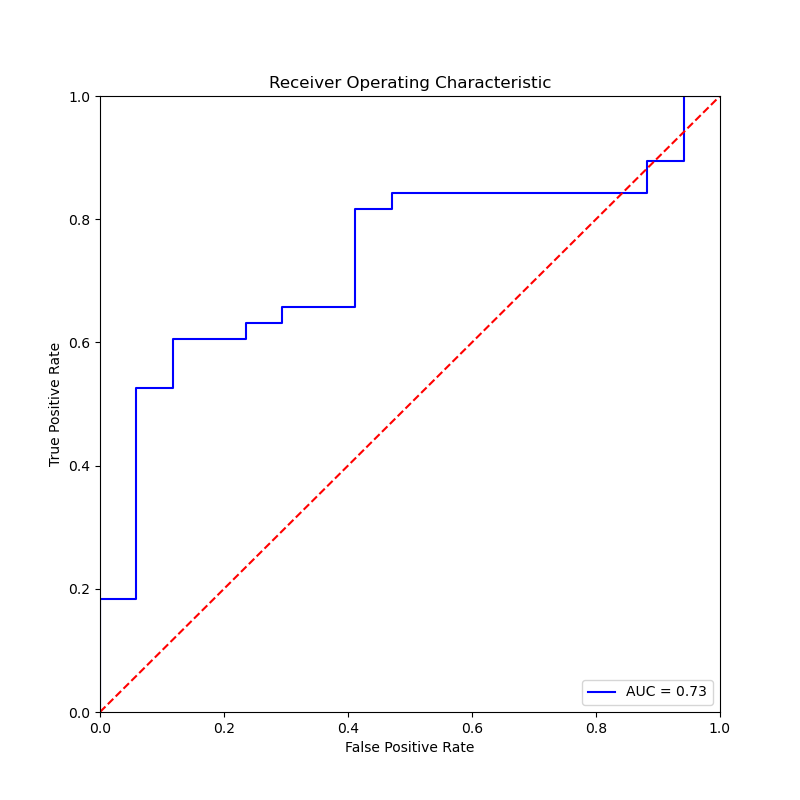 Receiver Operating Characteristic
True Positive Rate
1.0
0.8
0.6
0.4
0.2
0.0
AUC = 0.73
0.0 0.2 0.4 0.6 0.8 1.0
False Positive Rate